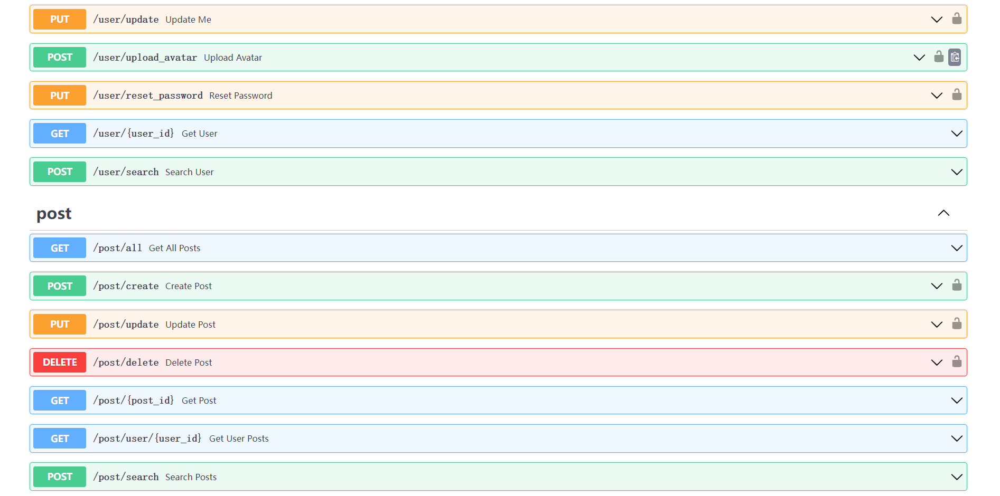 PUT /user/update Update Me
POST /user/upload_avatar Upload Avatar
PUT /user/reset_password Reset Password
GET /user/{user_id} Get User
POST /user/search Search User
post
GET /post/all Get All Posts
POST /post/create Create Post
PUT /post/update Update Post
DELETE /post/delete Delete Post
GET /post/{post_id} Get Post
GET /post/user/{user_id} Get User Posts
POST /post/search Search Posts